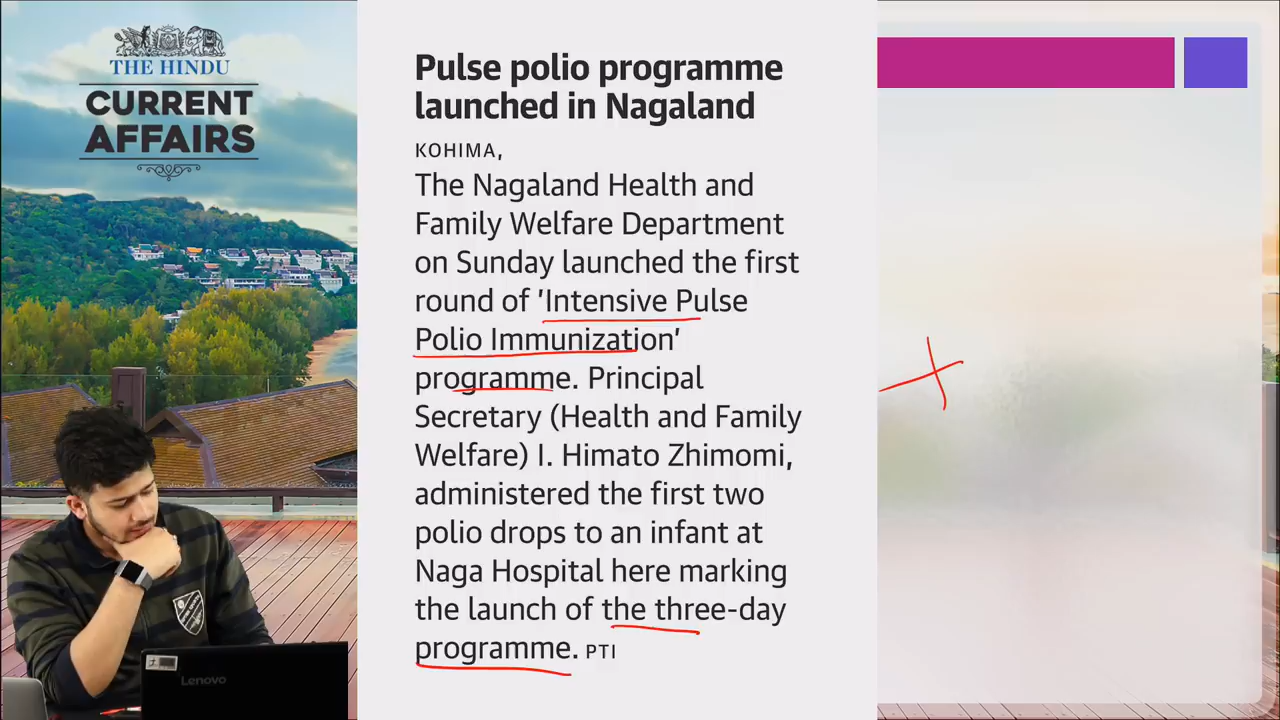 THE HINDU
CURRENT
AFFAIRS
Pulse polio programme
launched in Nagaland
KOHIMA,
The Nagaland Health and
Family Welfare Department
on Sunday launched the first
round of 'Intensive Pulse
Polio Immunization'
programme. Principal
Secretary (Health and Family
Welfare) I. Himato Zhimomi,
administered the first two
polio drops to an infant at
Naga Hospital here marking
the launch of the three-day
programme. PTI
Lenovo